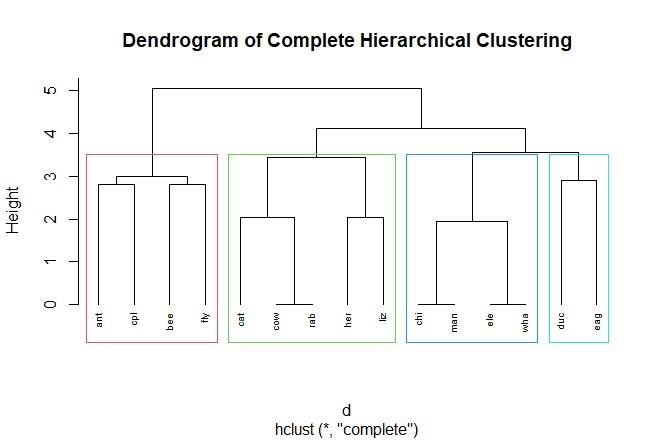 Dendrogram of Complete Hierarchical Clustering
Height
5
4
3
2
1
0
ant
cpl
bee
fly
cat
cow
rab
her
liz
chi
man
ele
wha
duc
eag
d
hclust (*, "complete")